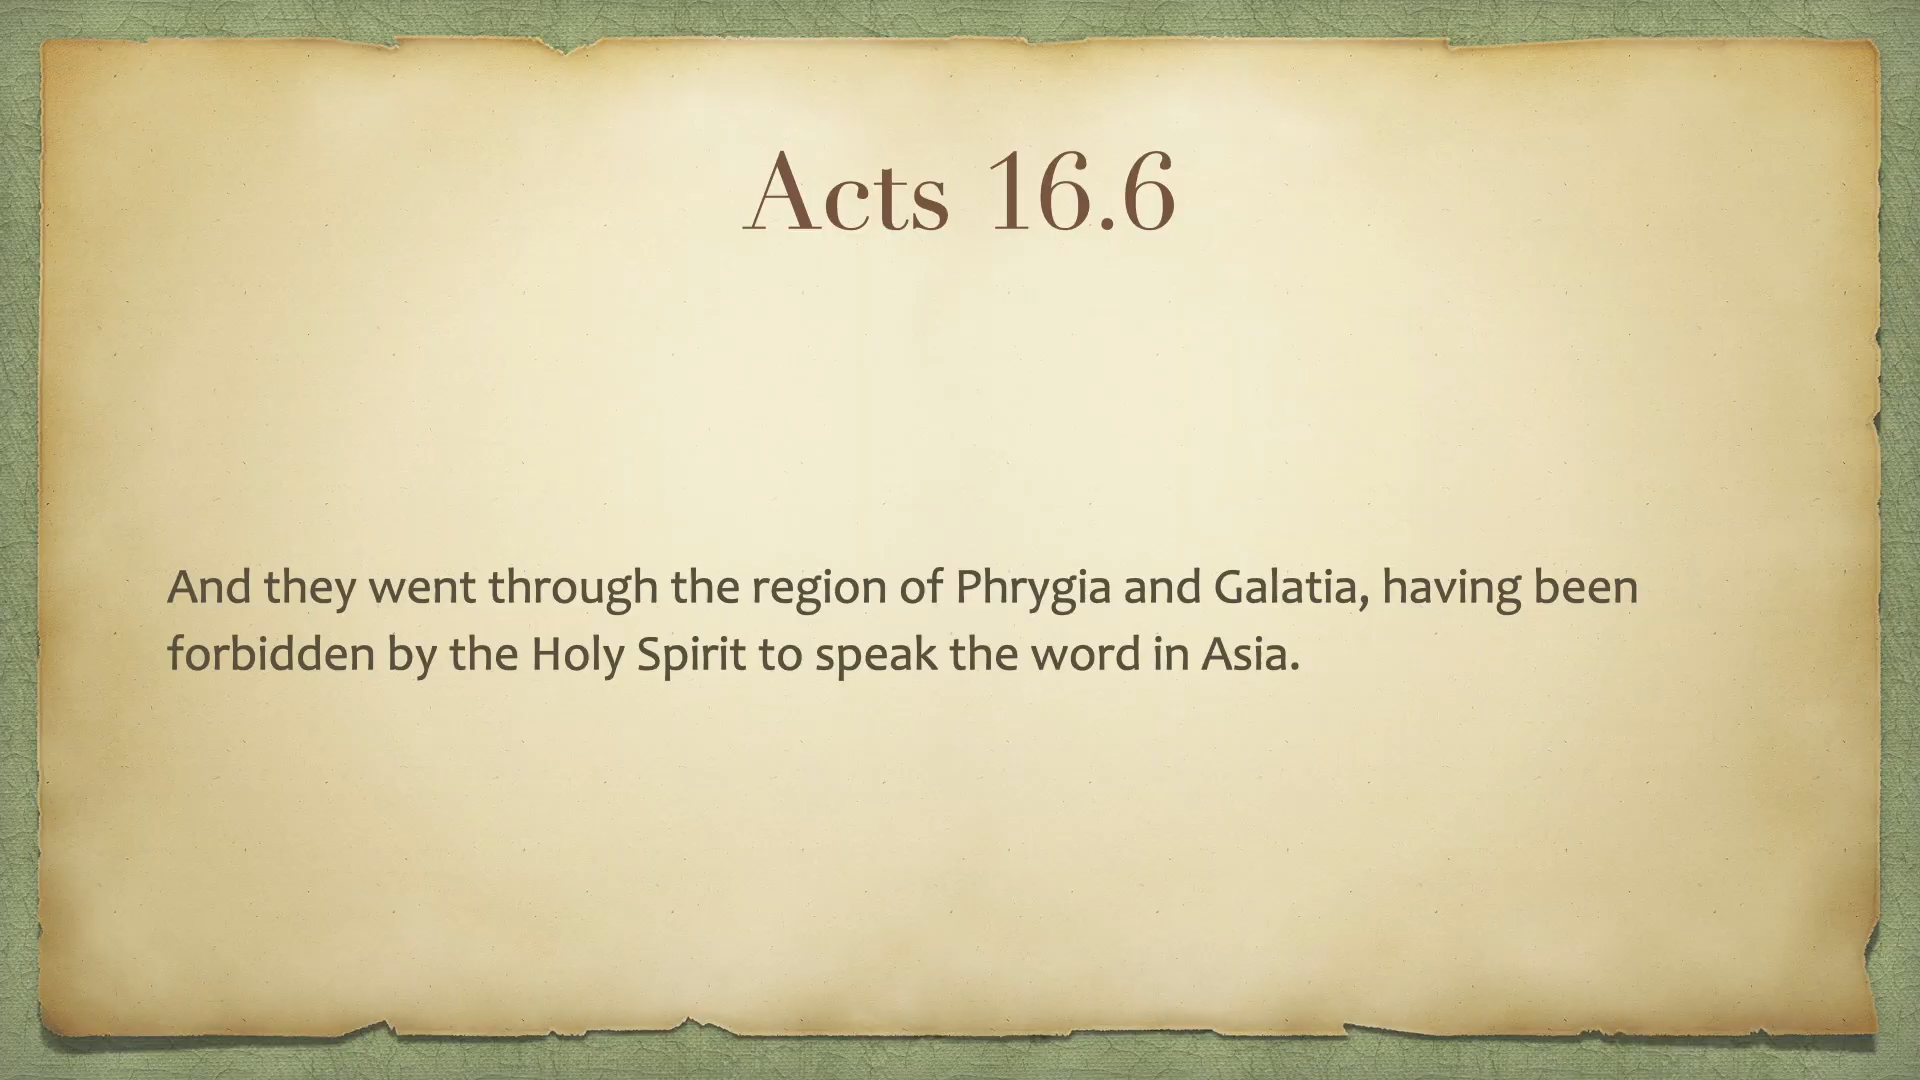 Acts 16.6
And they went through the region of Phrygia and Galatia, having been
forbidden by the Holy Spirit to speak the word in Asia.